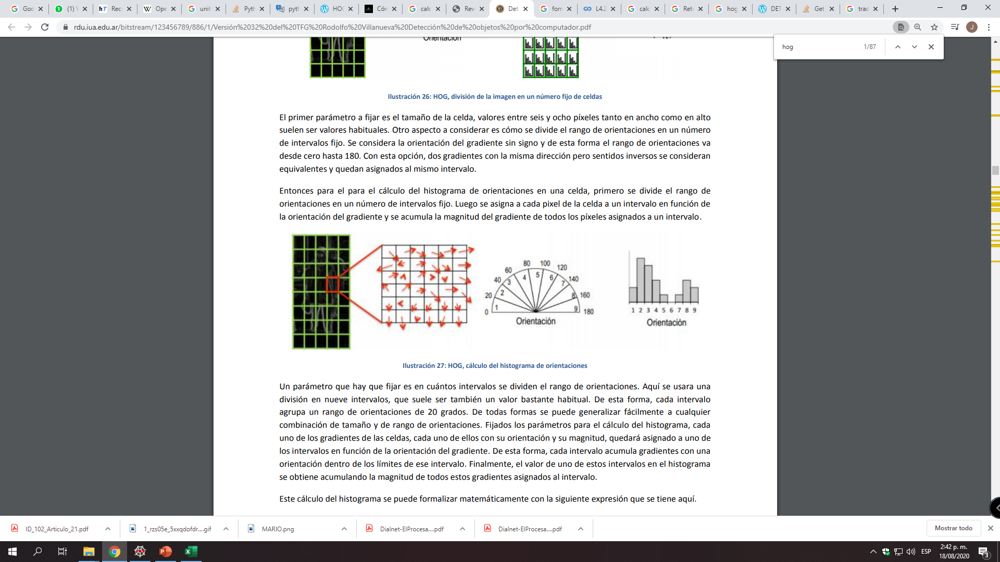 Goc
(1) \
hT Reci
W Ope
unit
Pyth
pyth
HOG
Cón
calc
Rev
Det
forn
L4.2
calc
Retu
hog
DET
Get
trad
rdu.iua.edu.ar/bitstream/123456789/886/1/Versión%2032%20del%20TFG%20Rodolfo%20Villanueva%20Detección%20de%20objetos%20por%20computador.pdf
J
hog 1/87
Orientación
Ilustración 26: HOG, división de la imagen en un número fijo de celdas
El primer parámetro a fijar es el tamaño de la celda, valores entre seis y ocho píxeles tanto en ancho como en alto
suelen ser valores habituales. Otro aspecto a considerar es cómo se divide el rango de orientaciones en un número
de intervalos fijo. Se considera la orientación del gradiente sin signo y de esta forma el rango de orientaciones va
desde cero hasta 180. Con esta opción, dos gradientes con la misma dirección pero sentidos inversos se consideran
equivalentes y quedan asignados al mismo intervalo.
Entonces para el para el cálculo del histograma de orientaciones en una celda, primero se divide el rango de
orientaciones en un número de intervalos fijo. Luego se asigna a cada pixel de la celda a un intervalo en función de
la orientación del gradiente y se acumula la magnitud del gradiente de todos los píxeles asignados a un intervalo.
0 20 40 60 80 100 120 140 160 180
1 2 3 4 5 6 7 8 9
Orientación
1 2 3 4 5 6 7 8 9
Orientación
Ilustración 27: HOG, cálculo del histograma de orientaciones
Un parámetro que hay que fijar es en cuántos intervalos se dividen el rango de orientaciones. Aquí se usara una
división en nueve intervalos, que suele ser también un valor bastante habitual. De esta forma, cada intervalo
agrupa un rango de orientaciones de 20 grados. De todas formas se puede generalizar fácilmente a cualquier
combinación de tamaño y de rango de orientaciones. Fijados los parámetros para el cálculo del histograma, cada
uno de los gradientes de las celdas, cada uno de ellos con su orientación y su magnitud, quedará asignado a uno de
los intervalos en función de la orientación del gradiente. De esta forma, cada intervalo acumula gradientes con una
orientación dentro de los límites de ese intervalo. Finalmente, el valor de uno de estos intervalos en el histograma
se obtiene acumulando la magnitud de todos estos gradientes asignados al intervalo.
Este cálculo del histograma se puede formalizar matemáticamente con la siguiente expresión que se tiene aquí.
ID_102_Articulo_21.pdf
1_rzs05e_5xxqdofdr....gif
MARIO.png
Dialnet-ElProcesa....pdf
Dialnet-ElProcesa....pdf
Mostrar todo
ESP
2:42 p. m.
18/08/2020
3